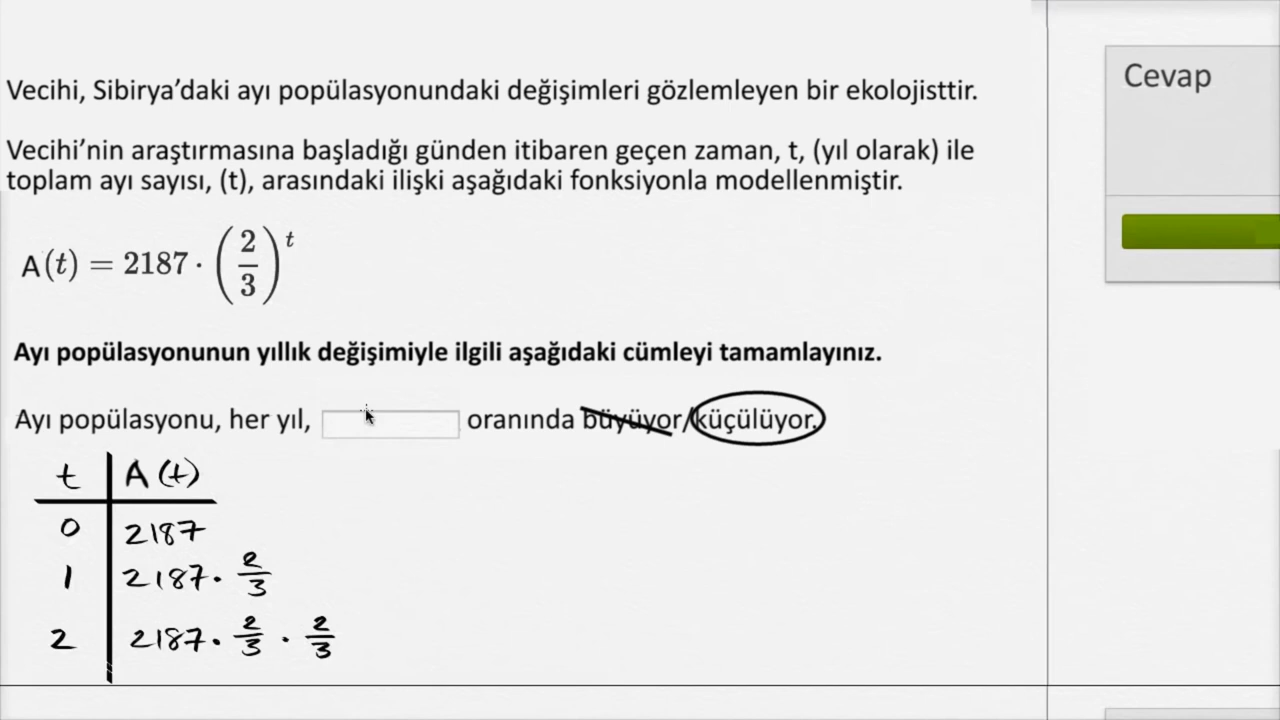 Vecihi, Sibirya’daki ayı popülasyonundaki değişimleri gözlemleyen bir ekolojisttir.
Cevap
Vecihi’nin araştırmasına başladığı günden itibaren geçen zaman, t, (yıl olarak) ile
toplam ayı sayısı, (t), arasındaki ilişki aşağıdaki fonksiyonla modellenmiştir.
A(t) = 2187 · (2/3)^t
Ayı popülasyonunun yıllık değişimiyle ilgili aşağıdaki cümleyi tamamlayınız.
Ayı popülasyonu, her yıl, oranında büyüyor/küçülüyor.
t A(t)
0 2187
1 2187 · 2/3
2 2187 · 2/3 · 2/3